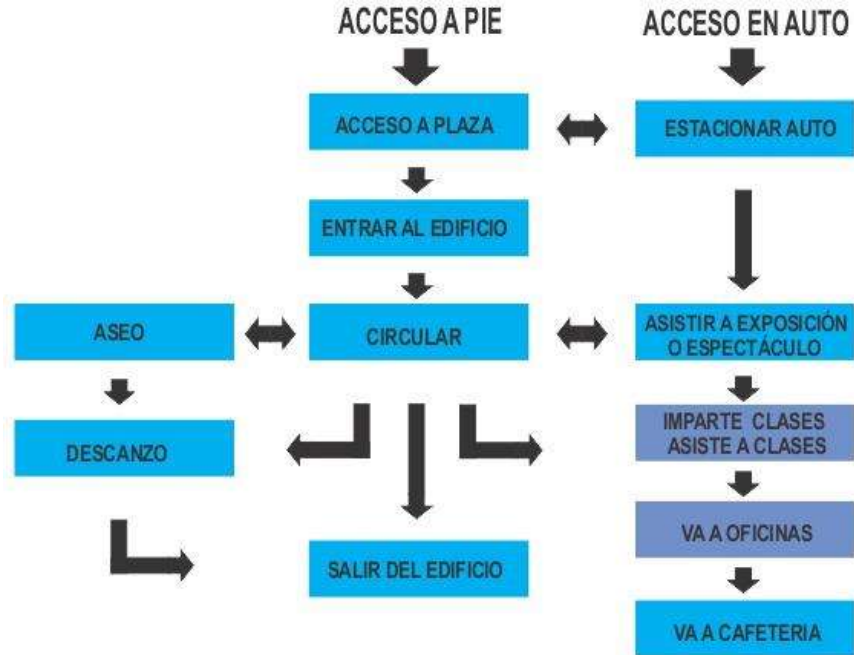 ACCESO A PIE
ACCESO EN AUTO
ACCESO A PLAZA
ESTACIONAR AUTO
ENTRAR AL EDIFICIO
ASEO
CIRCULAR
ASISTIR A EXPOSICIÓN
O ESPECTÁCULO
DESCANZO
IMPARTE CLASES
ASISTE A CLASES
VA A OFICINAS
SALIR DEL EDIFICIO
VA A CAFETERIA